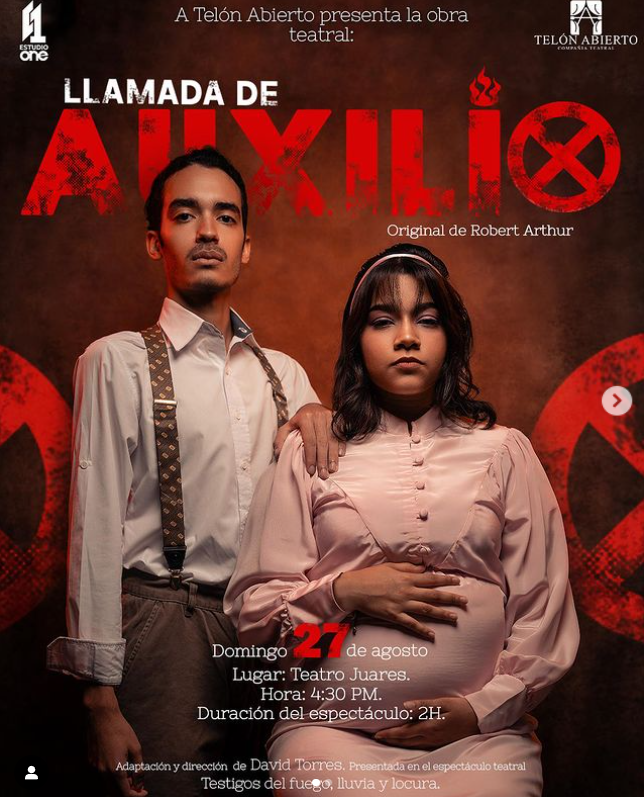 A Telón Abierto presenta la obra
teatral:
ESTUDIO
one
TELÓN ABIERTO
COMPAÑIA TEATRAL
LLAMADA DE
AUXILIO
Original de Robert Arthur
Domingo 27 de agosto
Lugar: Teatro Juares.
Hora: 4:30 PM.
Duración del espectáculo: 2H.
Adaptación y dirección de David Torres. Presentada en el espectáculo teatral
Testigos del fuego, lluvia y locura.